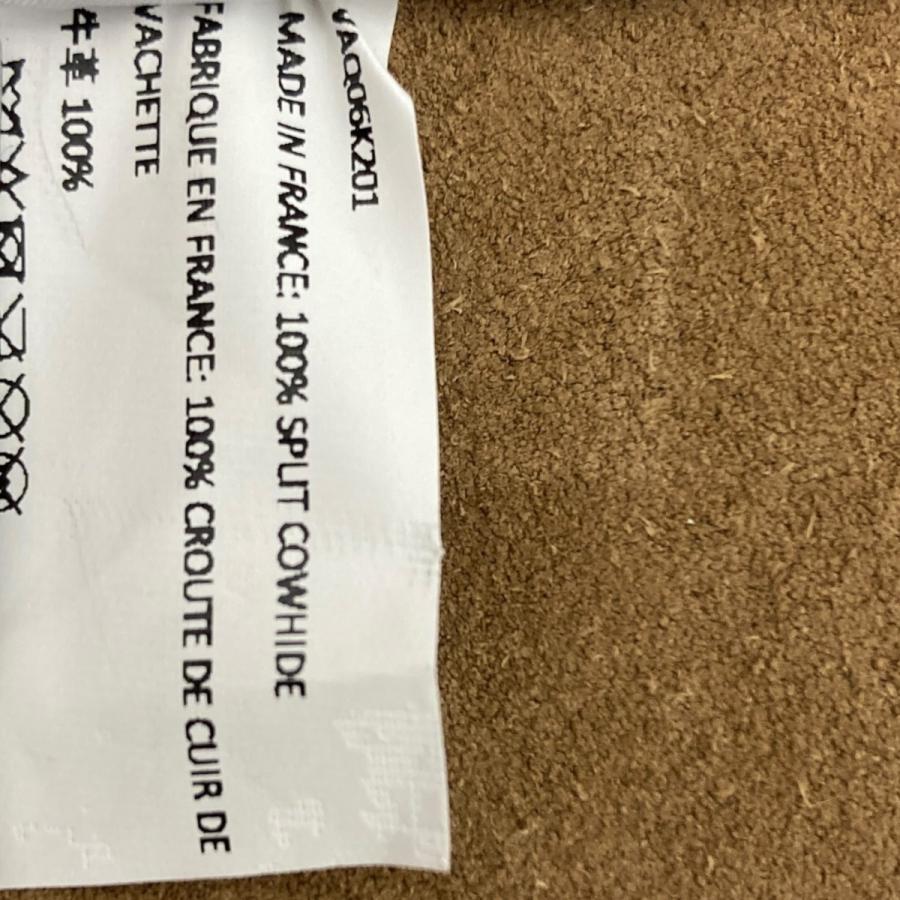 VAQ06K201
MADE IN FRANCE: 100% SPLIT COWHIDE
FABRIQUE EN FRANCE: 100% CROUTE DE CUIR DE
VACHETTE
牛革 100%